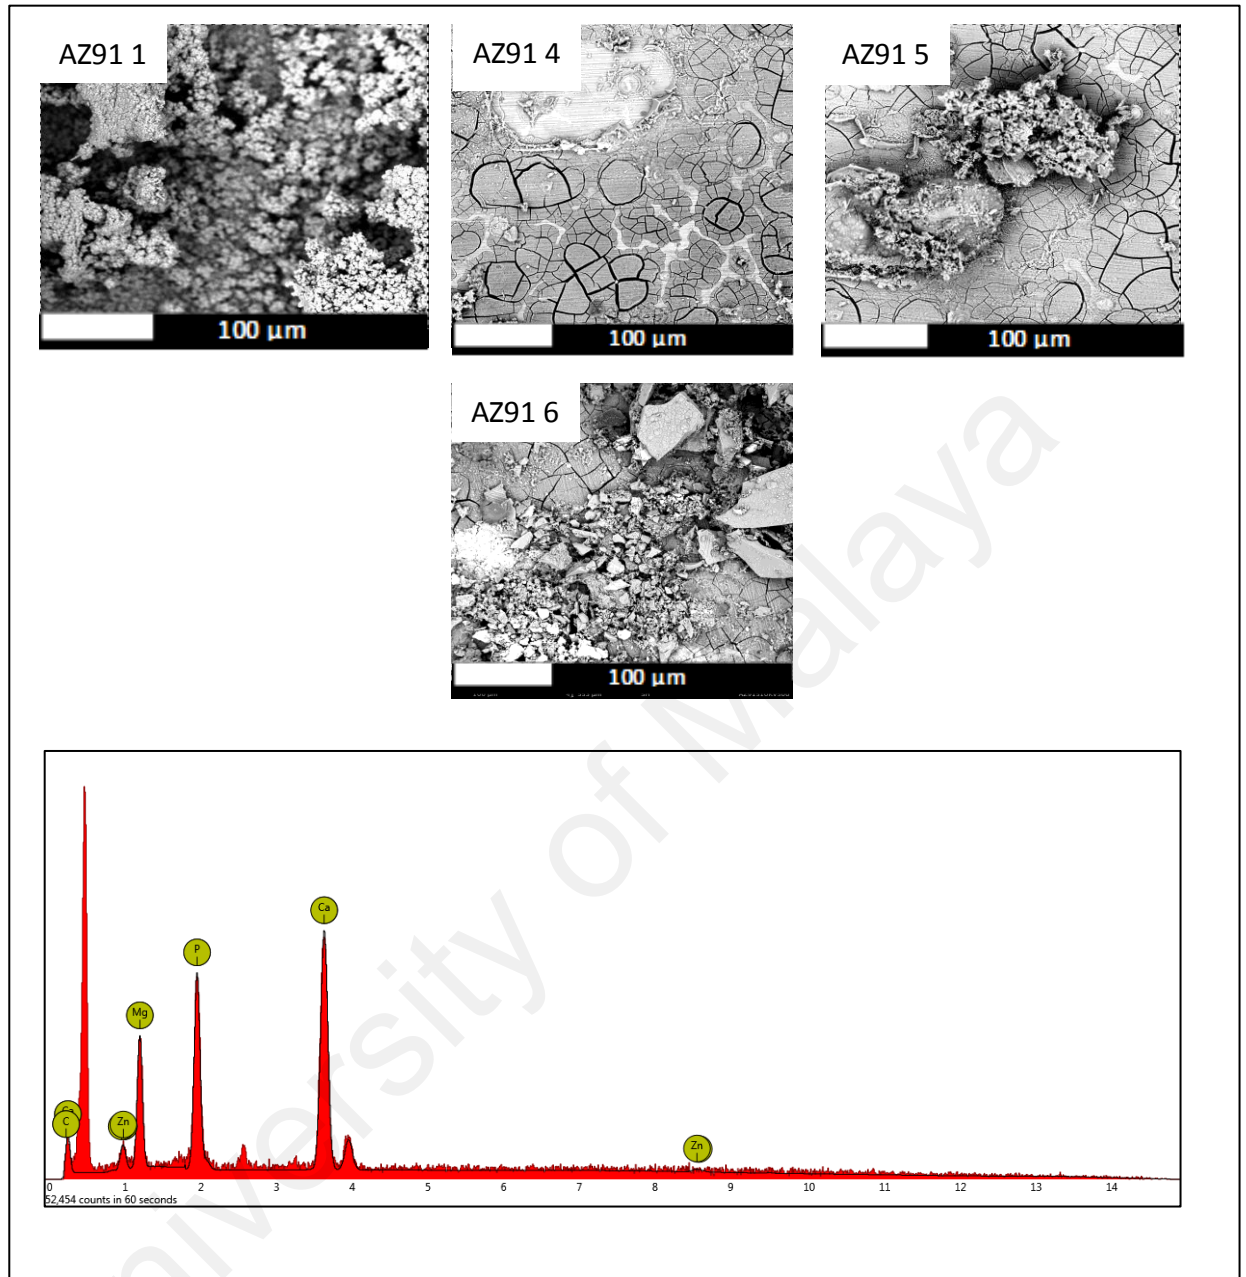 AZ91 1
AZ91 4
AZ91 5
100 µm
100 µm
100 µm
AZ91 6
100 µm
Ca
P
Mg
Ca
C
Zn
Zn
0 1 2 3 4 5 6 7 8 9 10 11 12 13 14
52,454 counts in 60 seconds
University of Malaya